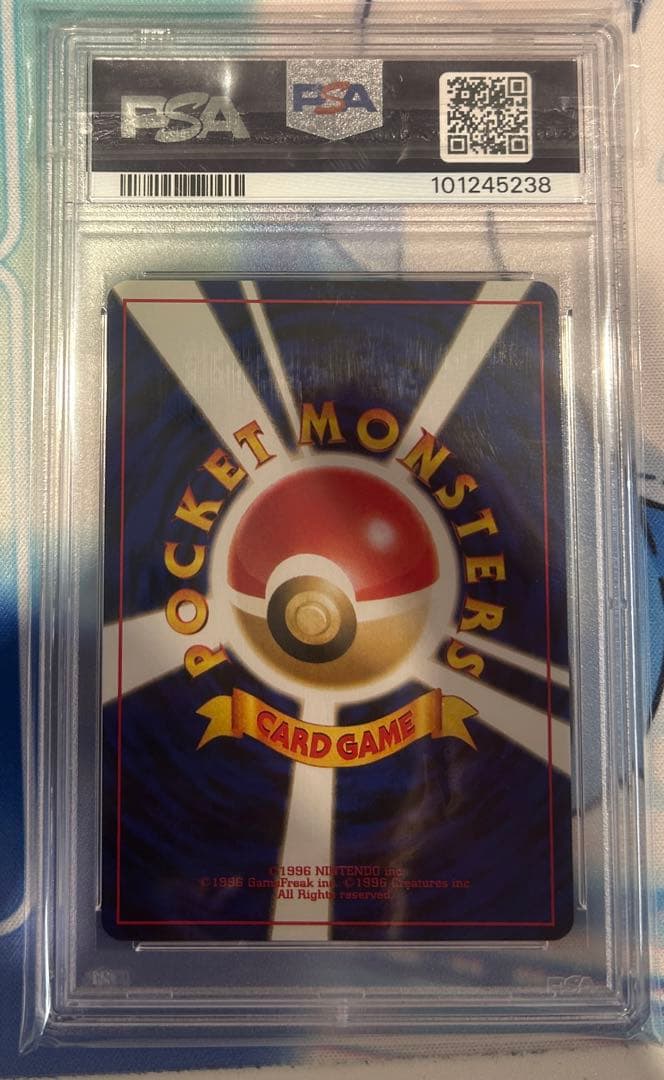 PSA
PSA
101245238
POCKET MONSTERS
CARD GAME
©1996 NINTENDO inc.
©1996 GameFreak inc. ©1996 Creatures inc.
All Rights reserved.
PSA